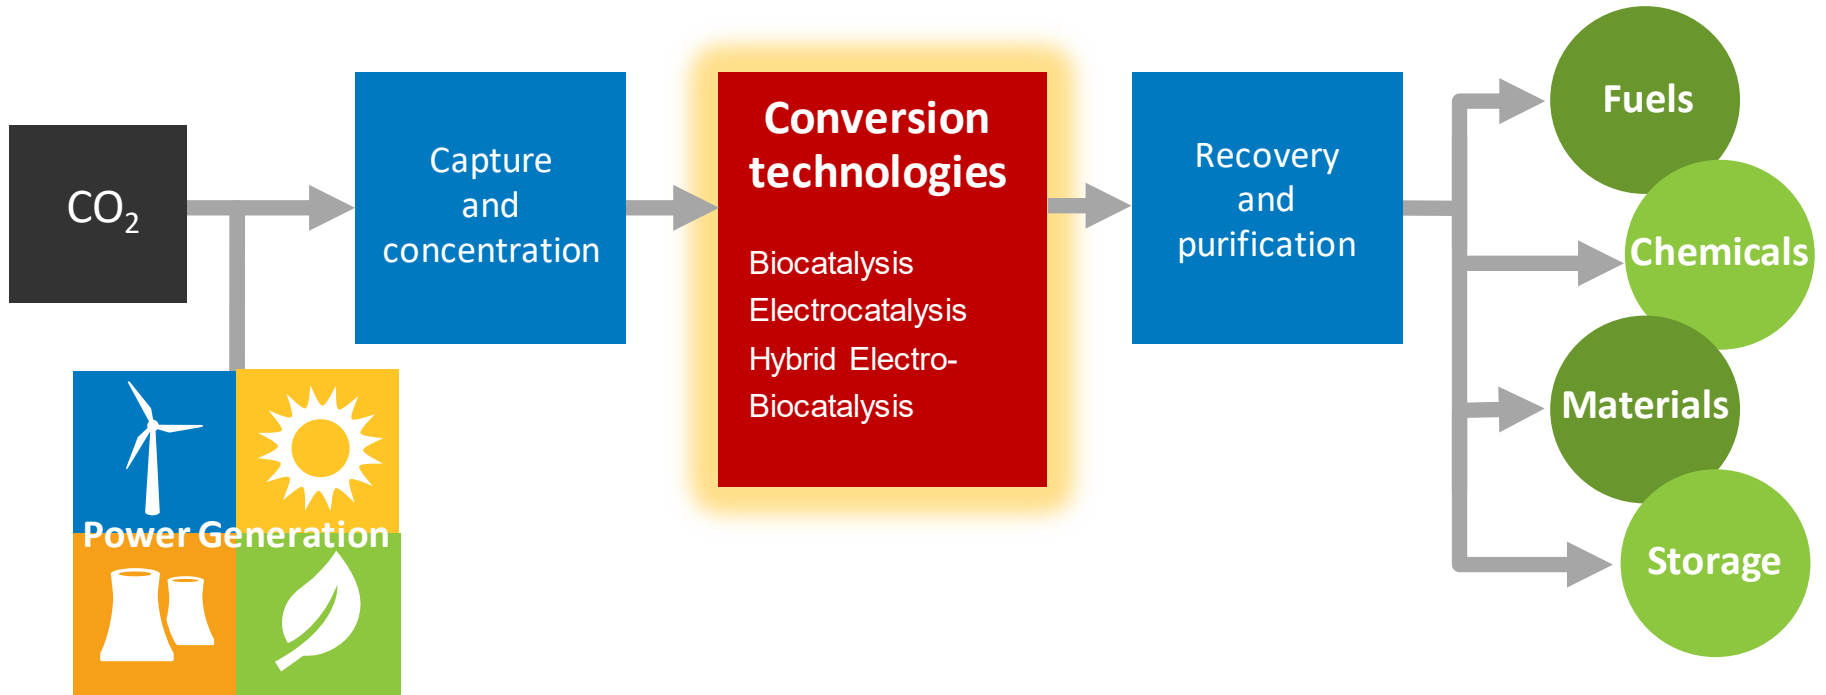 CO₂
Power Generation
Capture
and
concentration
Conversion
technologies
Biocatalysis
Electrocatalysis
Hybrid Electro-
Biocatalysis
Recovery
and
purification
Fuels
Chemicals
Materials
Storage